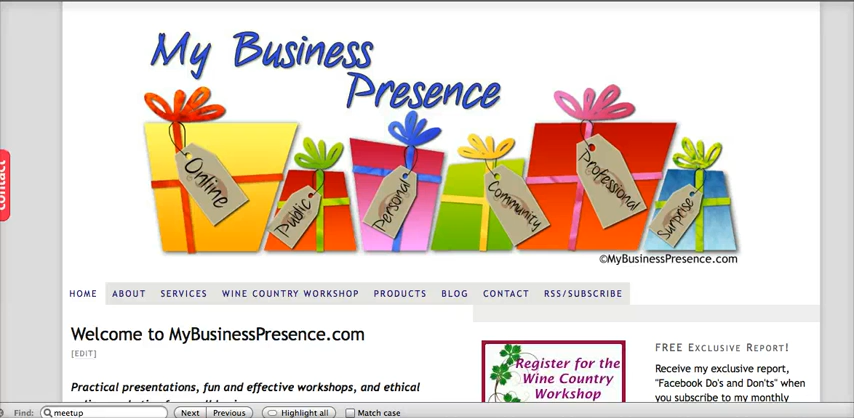 My Business
Presence
Online
Public
Personal
Community
Professional
Surprise
©MyBusinessPresence.com
contact
HOME ABOUT SERVICES WINE COUNTRY WORKSHOP PRODUCTS BLOG CONTACT RSS/SUBSCRIBE
Welcome to MyBusinessPresence.com
[EDIT]
Practical presentations, fun and effective workshops, and ethical
Register for the
Wine Country
Workshop
FREE Exclusive Report!
Receive my exclusive report,
"Facebook Do's and Don'ts" when
you subscribe to my monthly
Find: meetup Next Previous Highlight all Match case